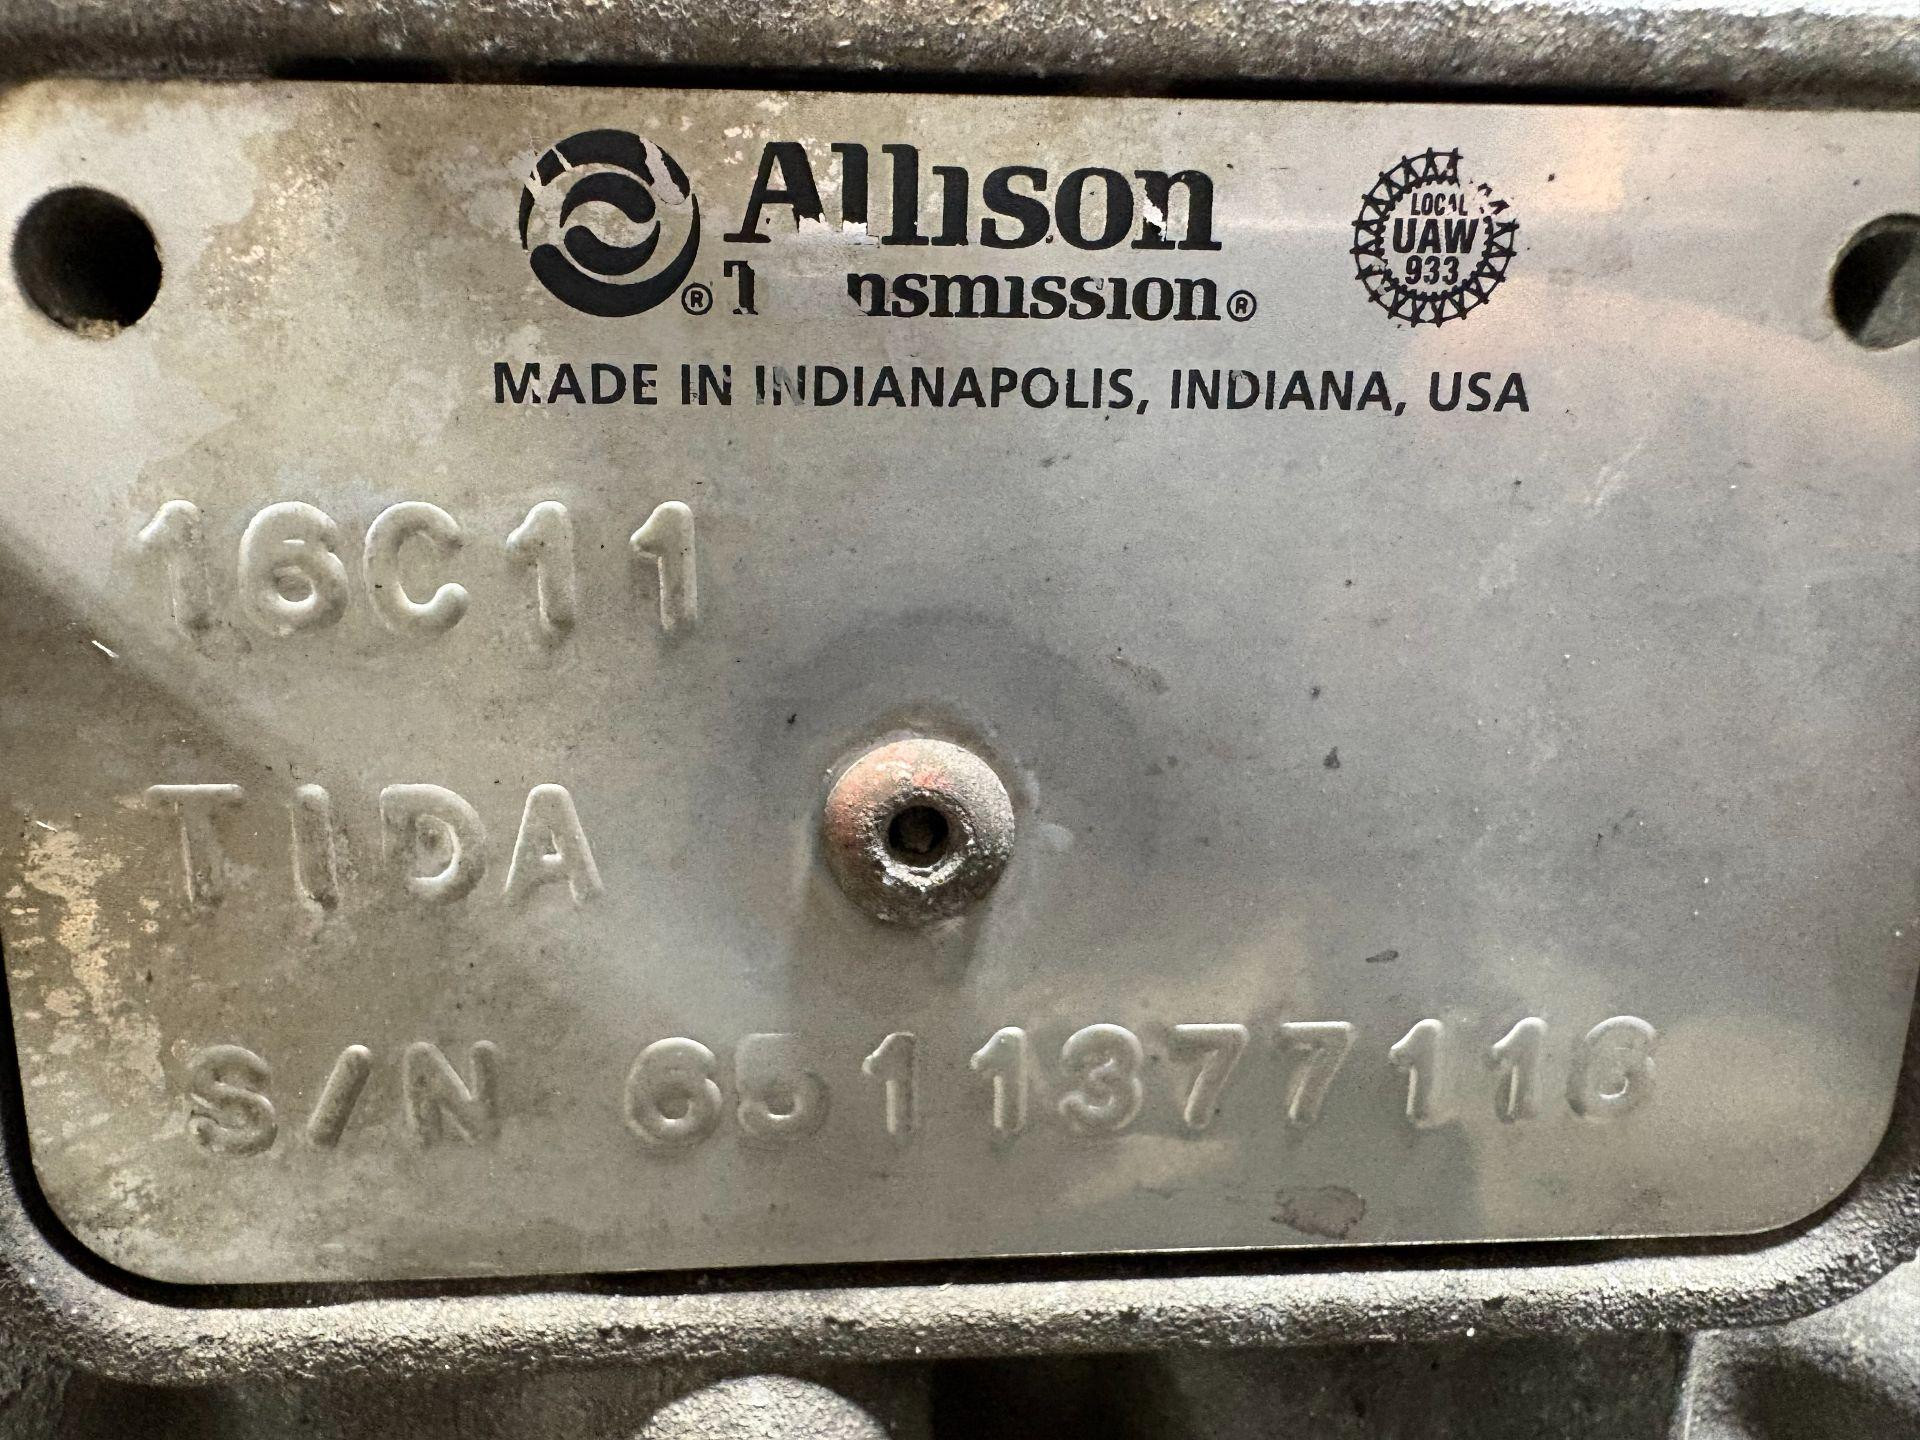 Allison
® Transmission®
LOCAL
UAW
933
MADE IN INDIANAPOLIS, INDIANA, USA
16C11
TIDA
S/N 6511377116